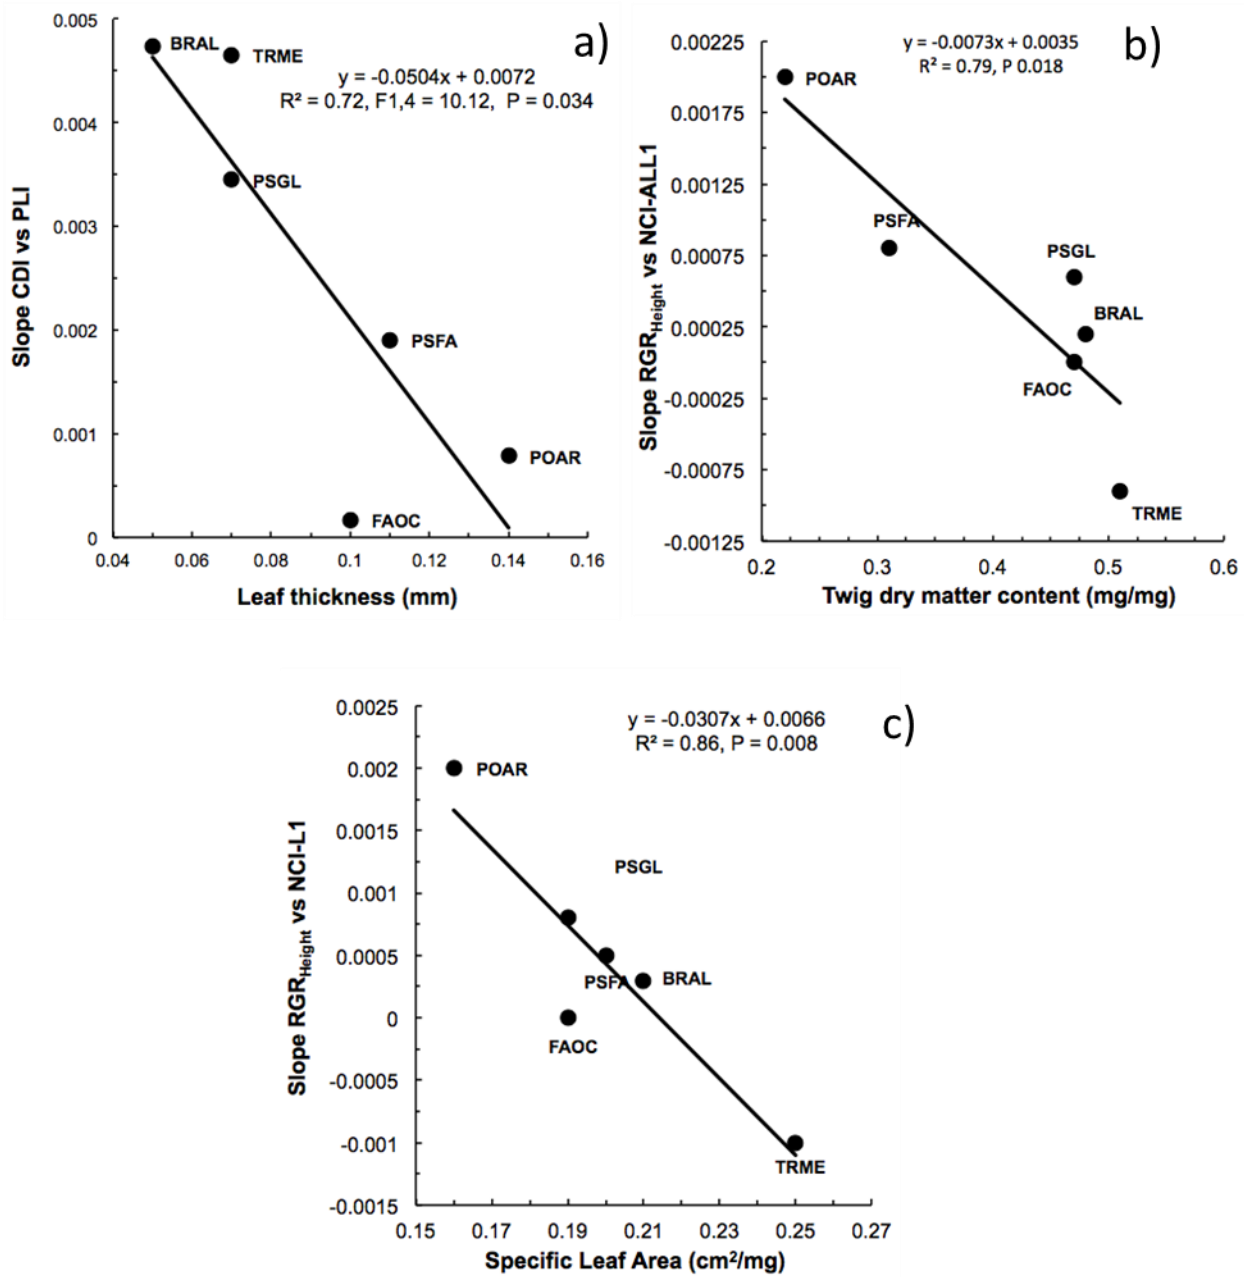 a)
y = -0.0504x + 0.0072
R² = 0.72, F1,4 = 10.12, P = 0.034
Slope CDI vs PLI
0.005
0.004
0.003
0.002
0.001
0
BRAL
TRME
PSGL
PSFA
POAR
FAOC
0.04 0.06 0.08 0.1 0.12 0.14 0.16
Leaf thickness (mm)
b)
y = -0.0073x + 0.0035
R² = 0.79, P 0.018
Slope RGRHeight vs NCI-ALL1
0.00225
0.00175
0.00125
0.00075
0.00025
-0.00025
-0.00075
-0.00125
POAR
PSFA
PSGL
BRAL
FAOC
TRME
0.2 0.3 0.4 0.5 0.6
Twig dry matter content (mg/mg)
c)
y = -0.0307x + 0.0066
R² = 0.86, P = 0.008
Slope RGRHeight vs NCI-L1
0.0025
0.002
0.0015
0.001
0.0005
0
-0.0005
-0.001
-0.0015
POAR
PSGL
PSFA
BRAL
FAOC
TRME
0.15 0.17 0.19 0.21 0.23 0.25 0.27
Specific Leaf Area (cm²/mg)